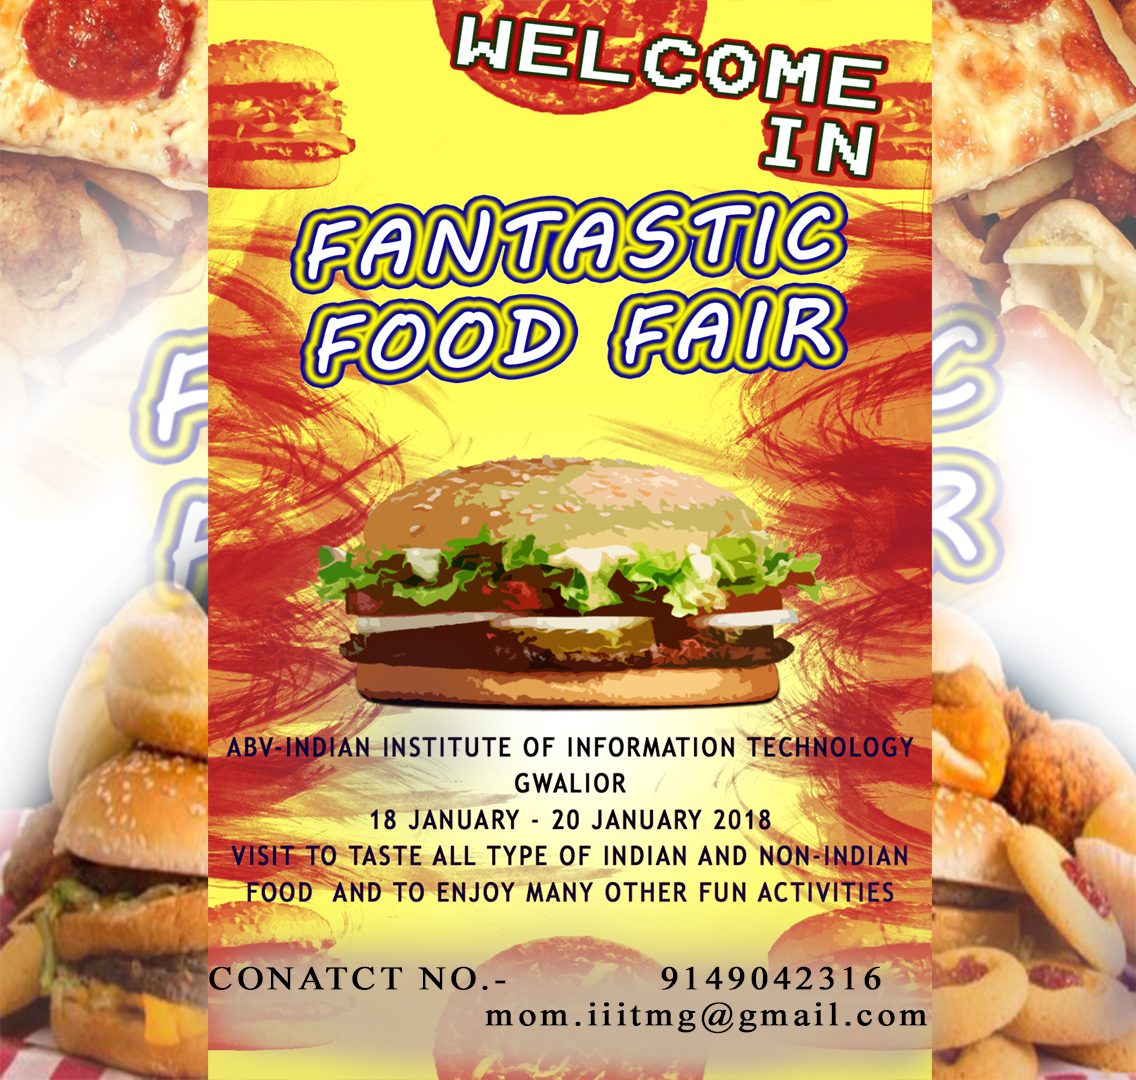 WELCOME
IN
FANTASTIC
FOOD FAIR
ABV-INDIAN INSTITUTE OF INFORMATION TECHNOLOGY
GWALIOR
18 JANUARY - 20 JANUARY 2018
VISIT TO TASTE ALL TYPE OF INDIAN AND NON-INDIAN
FOOD AND TO ENJOY MANY OTHER FUN ACTIVITIES
CONATCT NO.- 9149042316
mom.iiitmg@gmail.com